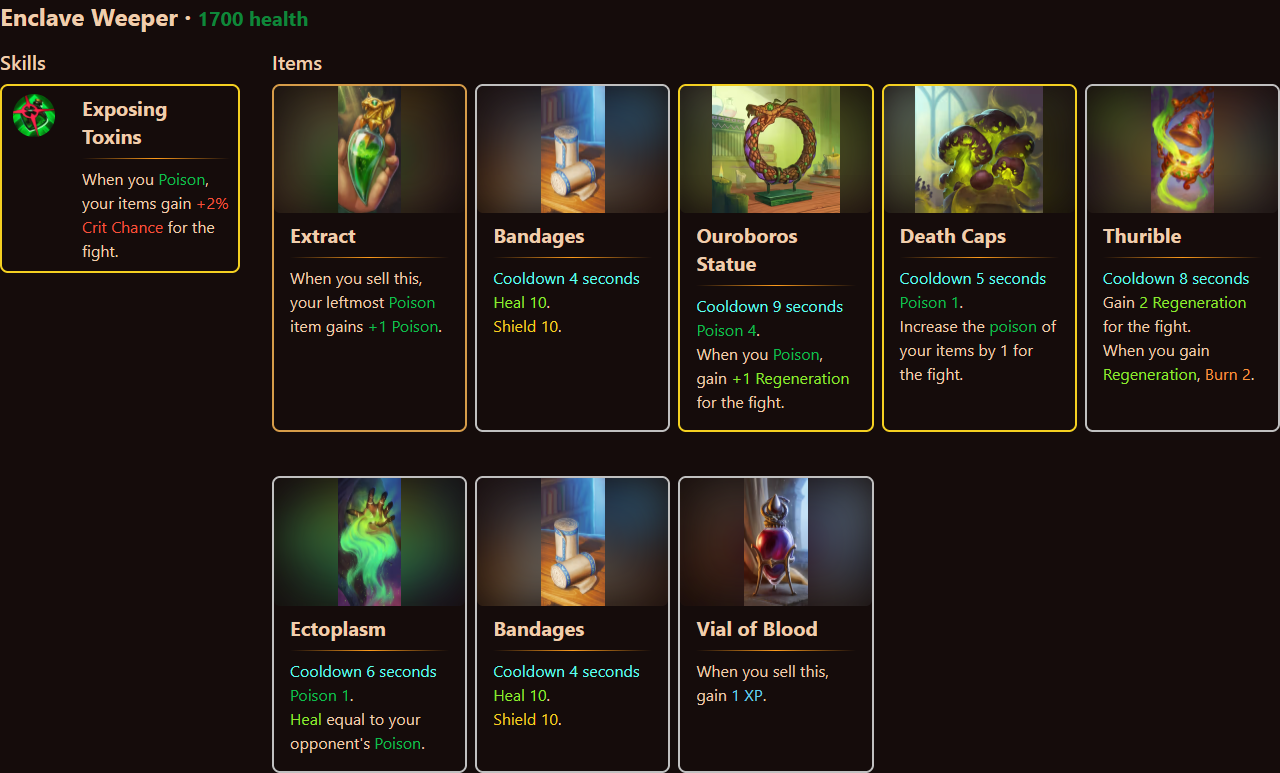 Enclave Weeper · 1700 health
Skills
Exposing
Toxins
When you Poison,
your items gain +2%
Crit Chance for the
fight.
Items
Extract
When you sell this,
your leftmost Poison
item gains +1 Poison.
Bandages
Cooldown 4 seconds
Heal 10.
Shield 10.
Ouroboros
Statue
Cooldown 9 seconds
Poison 4.
When you Poison,
gain +1 Regeneration
for the fight.
Death Caps
Cooldown 5 seconds
Poison 1.
Increase the poison of
your items by 1 for
the fight.
Thurible
Cooldown 8 seconds
Gain 2 Regeneration
for the fight.
When you gain
Regeneration, Burn 2.
Ectoplasm
Cooldown 6 seconds
Poison 1.
Heal equal to your
opponent's Poison.
Bandages
Cooldown 4 seconds
Heal 10.
Shield 10.
Vial of Blood
When you sell this,
gain 1 XP.